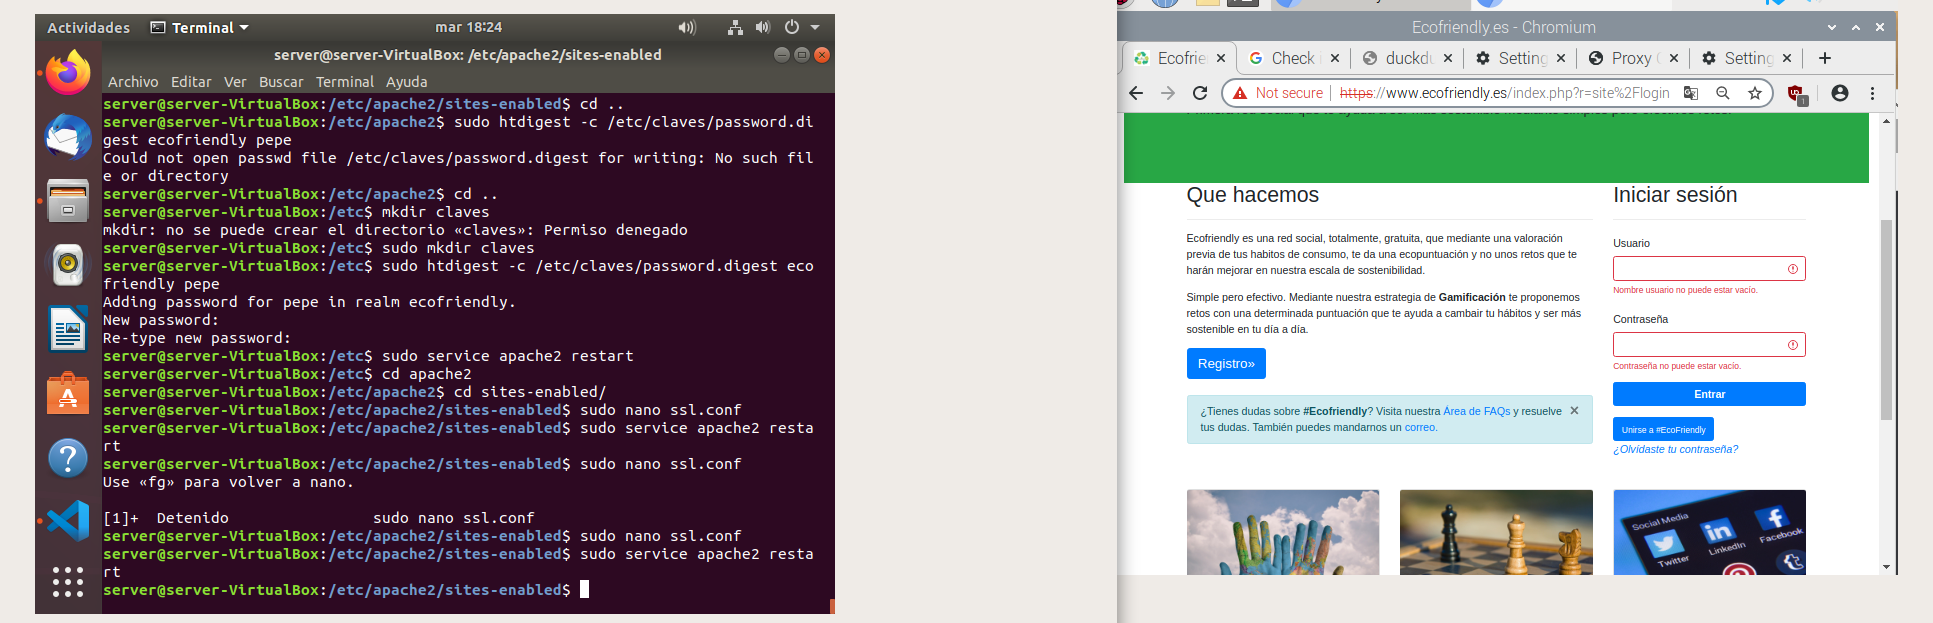 Actividades
Terminal
mar 18:24
server@server-VirtualBox: /etc/apache2/sites-enabled
Archivo Editar Ver Buscar Terminal Ayuda
server@server-VirtualBox:/etc/apache2/sites-enabled$ cd ..
server@server-VirtualBox:/etc/apache2$ sudo htdigest -c /etc/claves/password.di
gest ecofriendly pepe
Could not open passwd file /etc/claves/password.digest for writing: No such fil
e or directory
server@server-VirtualBox:/etc/apache2$ cd ..
server@server-VirtualBox:/etc$ mkdir claves
mkdir: no se puede crear el directorio «claves»: Permiso denegado
server@server-VirtualBox:/etc$ sudo mkdir claves
server@server-VirtualBox:/etc$ sudo htdigest -c /etc/claves/password.digest eco
friendly pepe
Adding password for pepe in realm ecofriendly.
New password:
Re-type new password:
server@server-VirtualBox:/etc$ sudo service apache2 restart
server@server-VirtualBox:/etc$ cd apache2
server@server-VirtualBox:/etc/apache2$ cd sites-enabled/
server@server-VirtualBox:/etc/apache2/sites-enabled$ sudo nano ssl.conf
server@server-VirtualBox:/etc/apache2/sites-enabled$ sudo service apache2 resta
rt
server@server-VirtualBox:/etc/apache2/sites-enabled$ sudo nano ssl.conf
Use «fg» para volver a nano.
[1]+  Detenido                sudo nano ssl.conf
server@server-VirtualBox:/etc/apache2/sites-enabled$ sudo nano ssl.conf
server@server-VirtualBox:/etc/apache2/sites-enabled$ sudo service apache2 resta
rt
server@server-VirtualBox:/etc/apache2/sites-enabled$
Ecofriendly.es - Chromium
Ecofrie
Check i
duckdu
Setting
Proxy
Setting
Not secure | https://www.ecofriendly.es/index.php?r=site%2Flogin
Que hacemos
Ecofriendly es una red social, totalmente, gratuita, que mediante una valoración
previa de tus habitos de consumo, te da una ecopuntuación y no unos retos que te
harán mejorar en nuestra escala de sostenibilidad.
Simple pero efectivo. Mediante nuestra estrategia de Gamificación te proponemos
retos con una determinada puntuación que te ayuda a cambair tu hábitos y ser más
sostenible en tu día a día.
Registro»
¿Tienes dudas sobre #Ecofriendly? Visita nuestra Área de FAQs y resuelve
tus dudas. También puedes mandarnos un correo.
Iniciar sesión
Usuario
Nombre usuario no puede estar vacío.
Contraseña
Contraseña no puede estar vacío.
Entrar
Unirse a #EcoFriendly
¿Olvídaste tu contraseña?
Social Media
Twitter
LinkedIn
Facebook